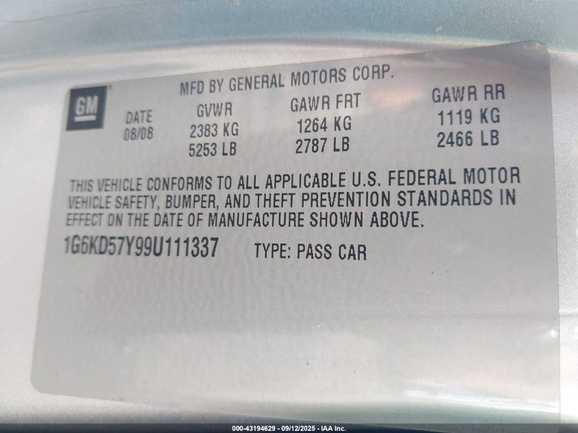 MFD BY GENERAL MOTORS CORP.
GM
DATE GVWR GAWR FRT GAWR RR
08/08 2383 KG 1264 KG 1119 KG
5253 LB 2787 LB 2466 LB
THIS VEHICLE CONFORMS TO ALL APPLICABLE U.S. FEDERAL MOTOR
VEHICLE SAFETY, BUMPER, AND THEFT PREVENTION STANDARDS IN
EFFECT ON THE DATE OF MANUFACTURE SHOWN ABOVE.
1G6KD57Y99U111337 TYPE: PASS CAR
000-43194629 - 09/12/2025 - IAA Inc.